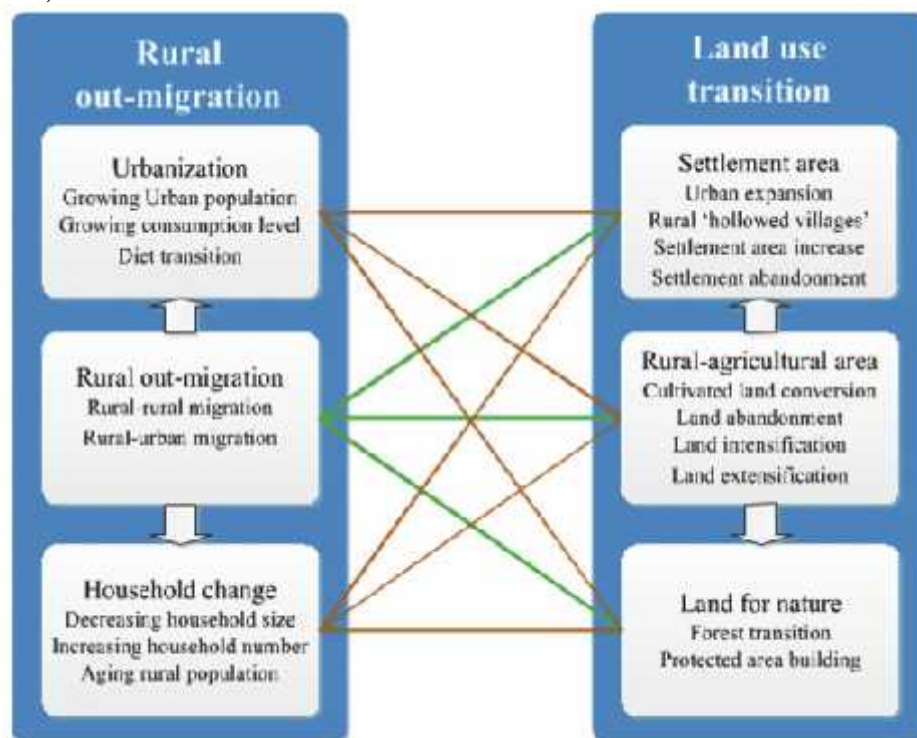 Rural
out-migration
Urbanization
Growing Urban population
Growing consumption level
Diet transition
Rural out-migration
Rural-rural migration
Rural-urban migration
Household change
Decreasing household size
Increasing household number
Aging rural population
Land use
transition
Settlement area
Urban expansion
Rural ‘hollowed villages’
Settlement area increase
Settlement abandonment
Rural-agricultural area
Cultivated land conversion
Land abandonment
Land intensification
Land extensification
Land for nature
Forest transition
Protected area building